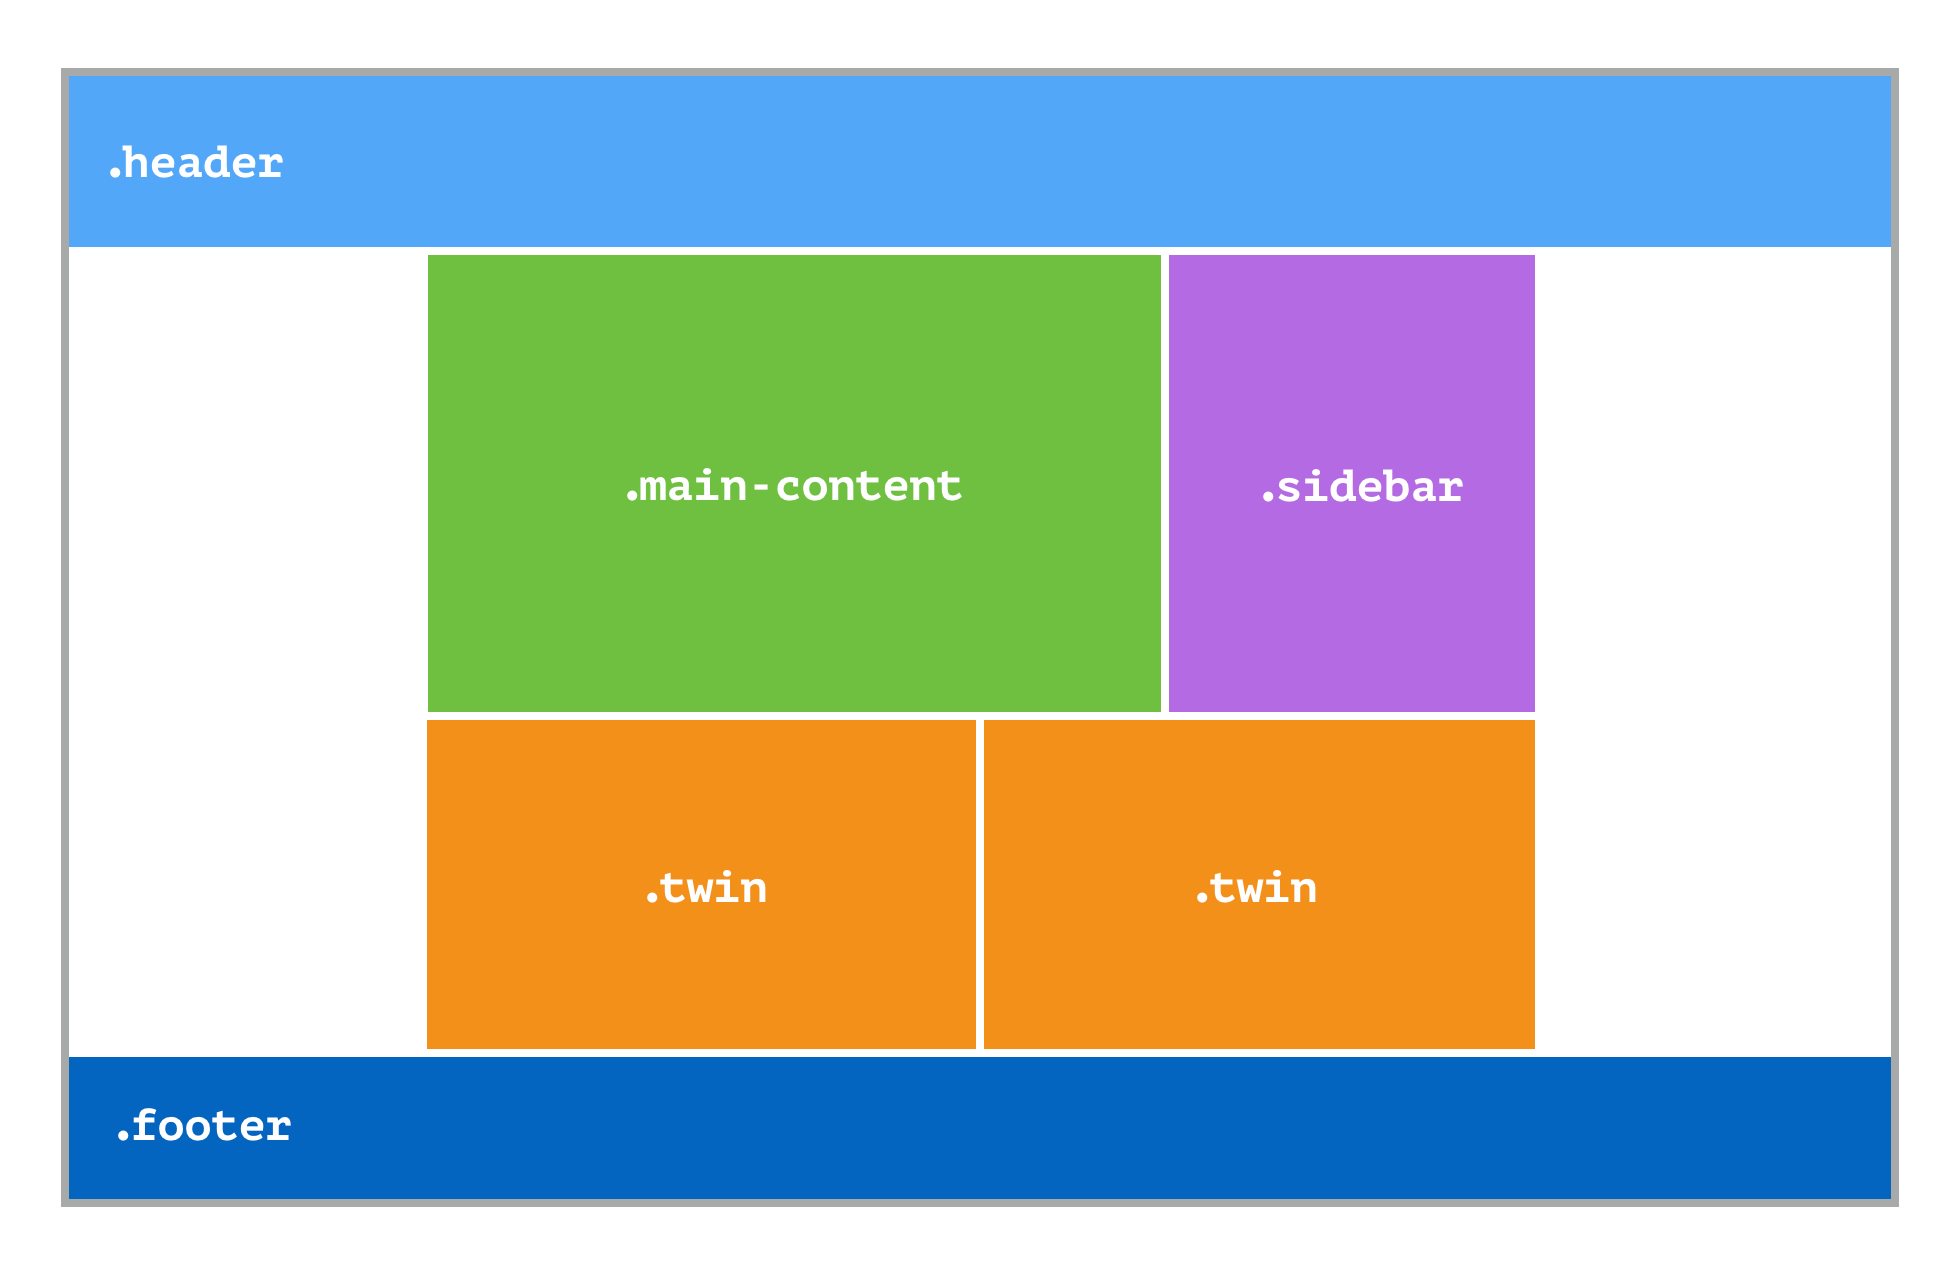 .header
.main-content
.sidebar
.twin
.twin
.footer